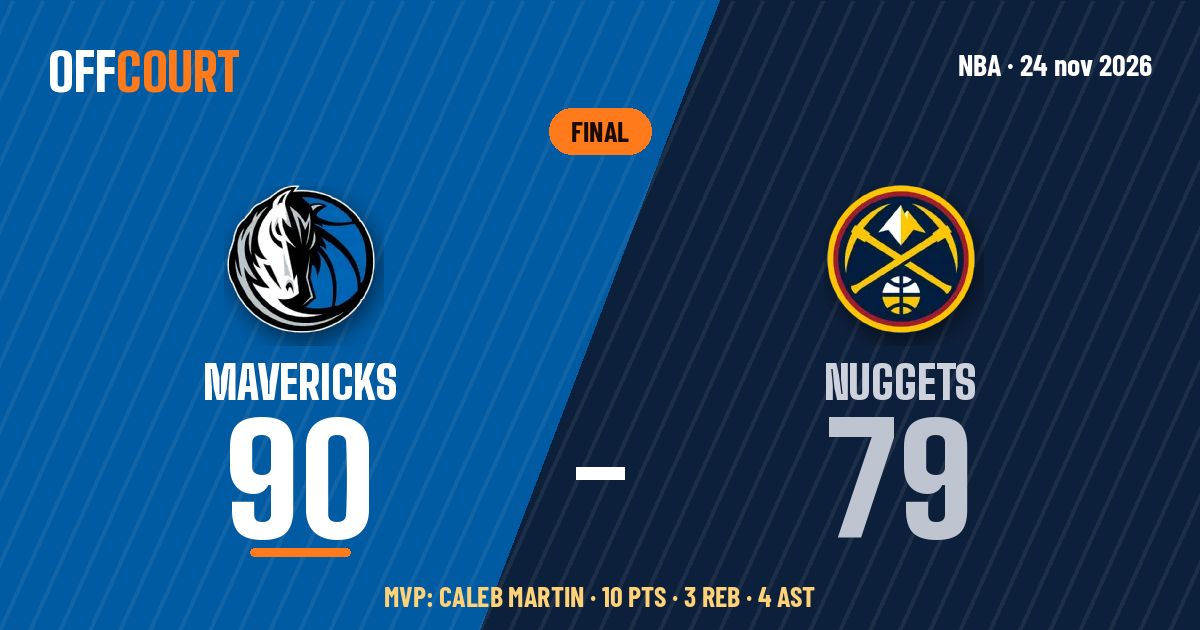 OFFCOURT
NBA · 24 nov 2026
FINAL
MAVERICKS
NUGGETS
90 – 79
MVP: CALEB MARTIN · 10 PTS · 3 REB · 4 AST